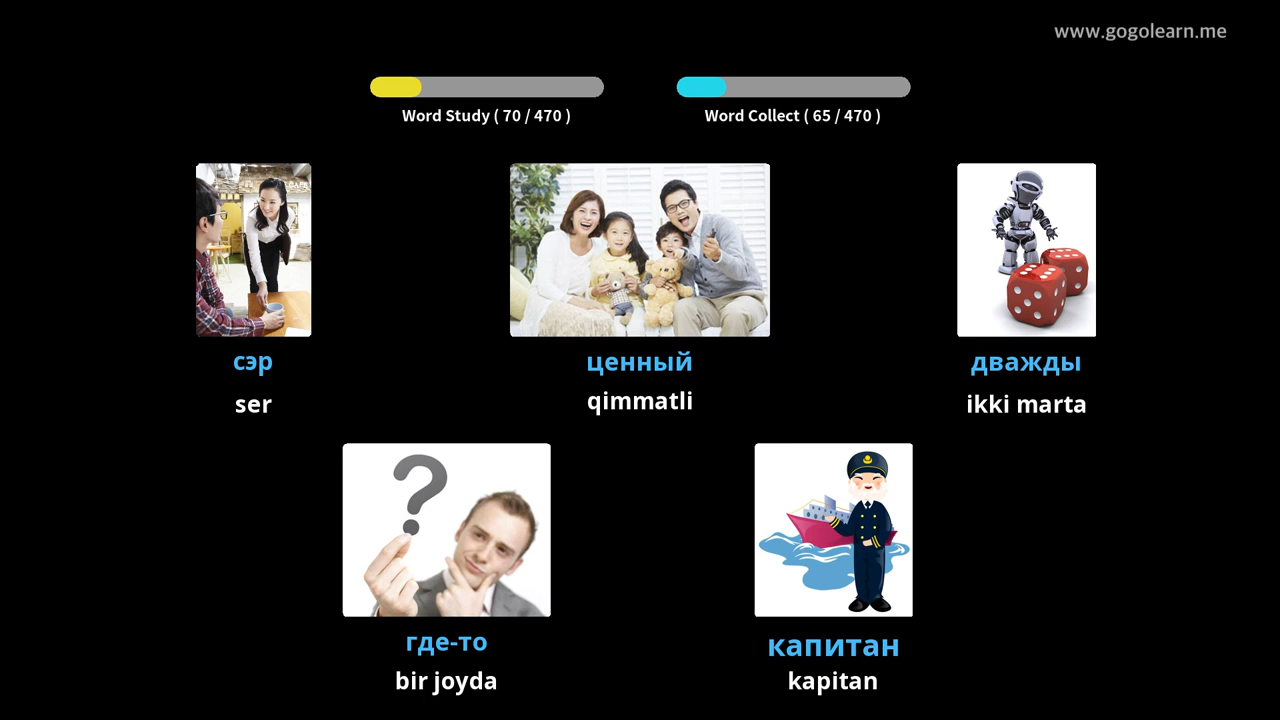 www.gogolearn.me
Word Study ( 70 / 470 )
Word Collect ( 65 / 470 )
сэр
ser
ценный
qimmatli
дважды
ikki marta
где-то
bir joyda
капитан
kapitan